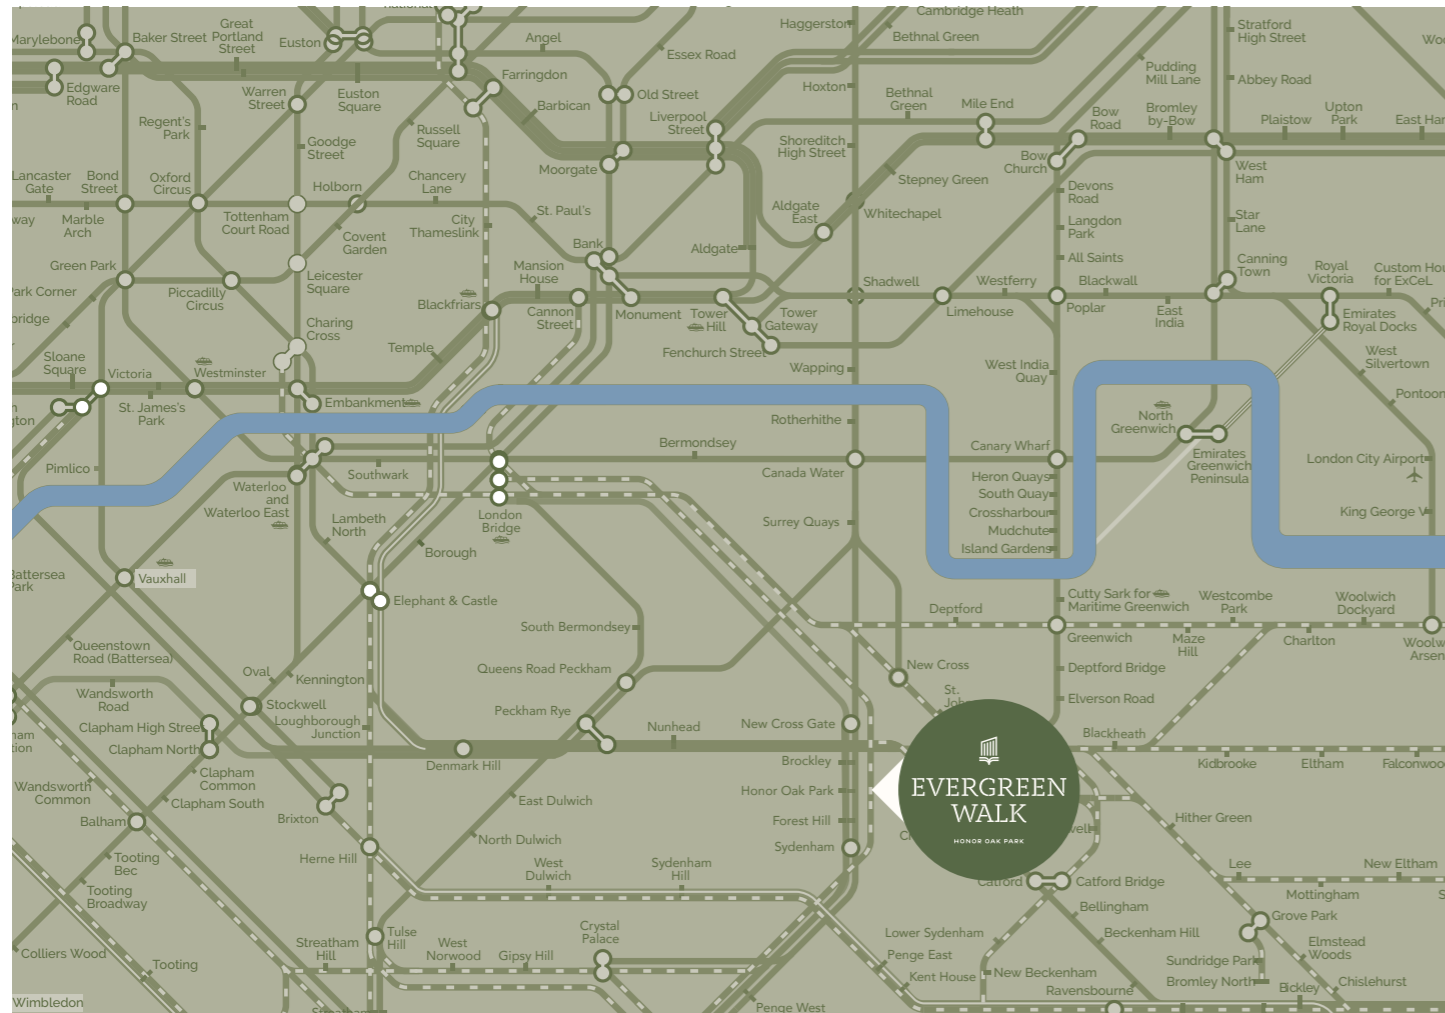 Haggerston
Cambridge Heath
Bethnal Green
Stratford
High Street
Marylebone
Baker Street
Great
Portland
Street
Euston
Angel
Essex Road
Pudding
Mill Lane
Abbey Road
Edgware
Road
Warren
Street
Euston
Square
Farringdon
Barbican
Old Street
Liverpool
Street
Hoxton
Bethnal
Green
Mile End
Bow
Road
Bromley
by-Bow
Plaistow
Upton
Park
East Har
Regent's
Park
Goodge
Street
Russell
Square
Moorgate
Shoreditch
High Street
Stepney Green
Bow
Church
West
Ham
Lancaster
Gate
Bond
Street
Oxford
Circus
Holborn
Chancery
Lane
Devons
Road
way
Marble
Arch
Tottenham
Court Road
Covent
Garden
City
Thameslink
St. Paul's
Aldgate
East
Whitechapel
Langdon
Park
Star
Lane
Green Park
Bank
Aldgate
All Saints
Canning
Town
Royal
Victoria
Custom Hou
for ExCeL
Park Corner
Piccadilly
Circus
Leicester
Square
Mansion
House
Shadwell
Westferry
Blackwall
bridge
Blackfriars
Cannon
Street
Monument
Tower
Hill
Tower
Gateway
Limehouse
Poplar
East
India
Emirates
Royal Docks
Charing
Cross
Temple
Fenchurch Street
West
Silvertown
Sloane
Square
Victoria
Westminster
Wapping
West India
Quay
Pontoon
St. James's
Park
Embankment
Rotherhithe
North
Greenwich
gton
Pimlico
Southwark
Bermondsey
Canada Water
Canary Wharf
Emirates
Greenwich
Peninsula
London City Airport
Waterloo
and
Waterloo East
London
Bridge
Heron Quays
South Quay
Crossharbour
Mudchute
Island Gardens
King George V
Lambeth
North
Borough
Surrey Quays
Battersea
Park
Vauxhall
Elephant & Castle
Deptford
Cutty Sark for
Maritime Greenwich
Westcombe
Park
Woolwich
Dockyard
South Bermondsey
Greenwich
Maze
Hill
Charlton
Woolw
Arsen
Queenstown
Road (Battersea)
Oval
Kennington
Queens Road Peckham
New Cross
Deptford Bridge
Wandsworth
Road
Stockwell
St.
Elverson Road
Clapham High Street
Loughborough
Junction
Peckham Rye
Nunhead
New Cross Gate
Clapham North
Denmark Hill
Brockley
Blackheath
Kidbrooke
Eltham
Falconwoo
Wandsworth
Common
Clapham
Common
Clapham South
East Dulwich
Honor Oak Park
EVERGREEN
WALK
HONOR OAK PARK
Balham
Brixton
North Dulwich
Forest Hill
Hither Green
Herne Hill
Sydenham
Tooting
Bec
West
Dulwich
Sydenham
Hill
Catford
Catford Bridge
Lee
New Eltham
Mottingham
Tooting
Broadway
Bellingham
Grove Park
Colliers Wood
Tooting
Streatham
Hill
Tulse
Hill
West
Norwood
Gipsy Hill
Crystal
Palace
Lower Sydenham
Beckenham Hill
Elmstead
Woods
Penge East
Sundridge Park
Kent House
New Beckenham
Bromley North
Chislehurst
Wimbledon
Ravensbourne
Bickley
Penge West